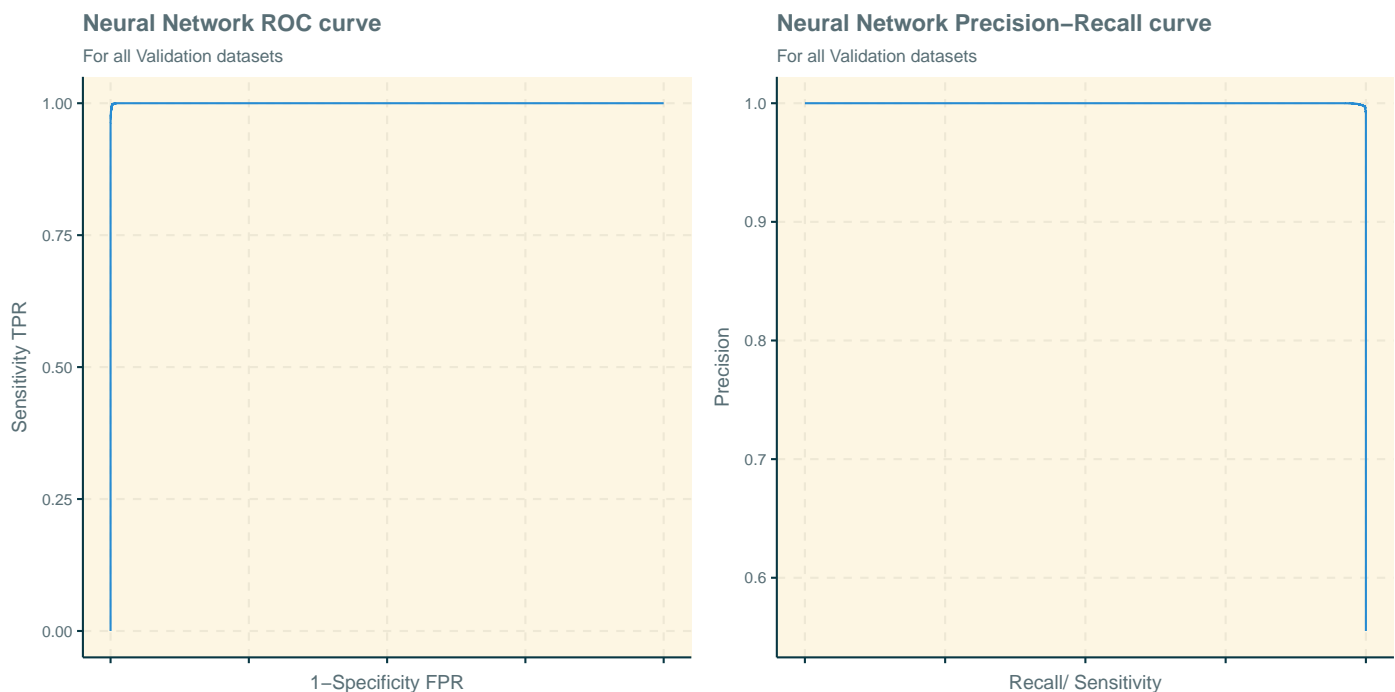 Neural Network ROC curve
For all Validation datasets
1.00
0.75
0.50
0.25
0.00
Sensitivity TPR
1−Specificity FPR
Neural Network Precision−Recall curve
For all Validation datasets
1.0
0.9
0.8
0.7
0.6
Precision
Recall/ Sensitivity